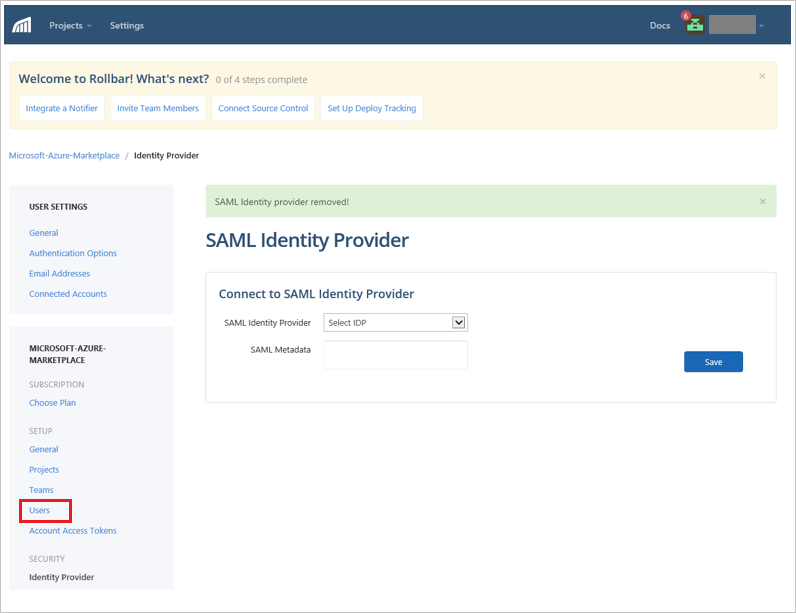 Projects
Settings
Docs
6
Welcome to Rollbar! What's next? 0 of 4 steps complete
Integrate a Notifier
Invite Team Members
Connect Source Control
Set Up Deploy Tracking
Microsoft-Azure-Marketplace / Identity Provider
USER SETTINGS
General
Authentication Options
Email Addresses
Connected Accounts
MICROSOFT-AZURE-
MARKETPLACE
SUBSCRIPTION
Choose Plan
SETUP
General
Projects
Teams
Users
Account Access Tokens
SECURITY
Identity Provider
SAML Identity provider removed!
SAML Identity Provider
Connect to SAML Identity Provider
SAML Identity Provider
Select IDP
SAML Metadata
Save